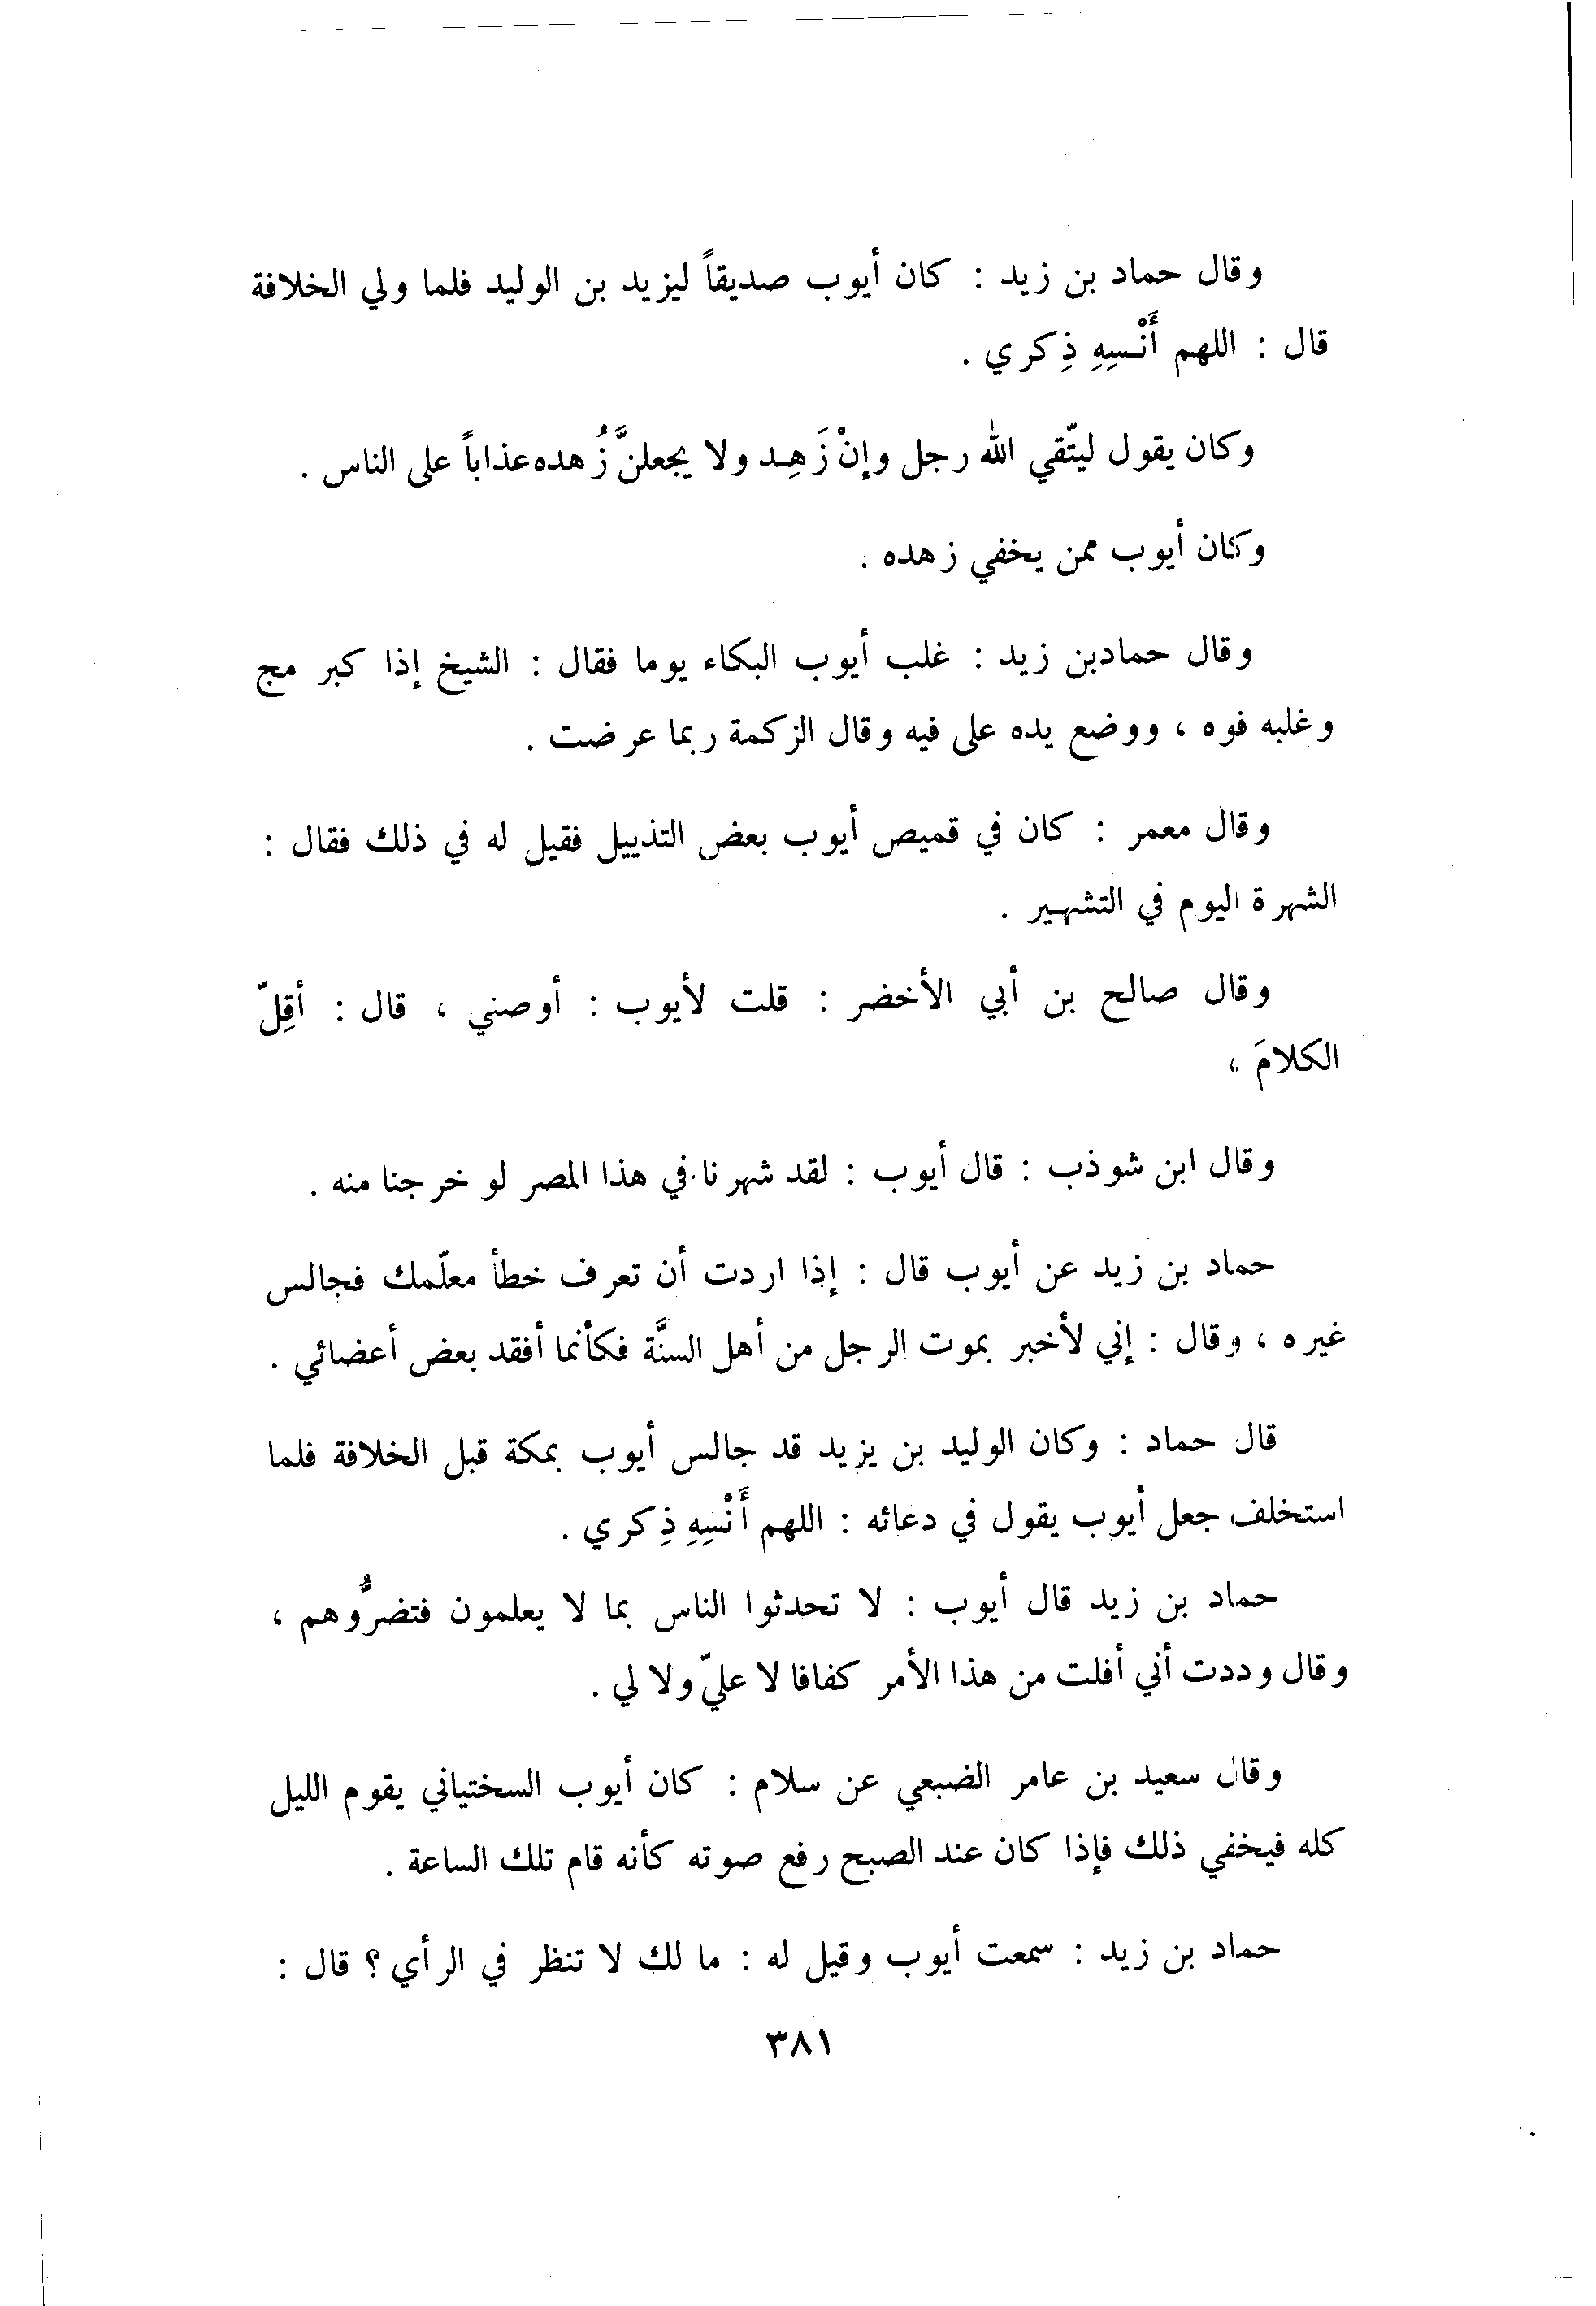 وقال حماد بن زيد : كان أيوب صديقاً ليزيد بن الوليد فلما ولي الخلافة
قال : اللهم أَنْسِهِ ذِكري .
وكان يقول ليتّقي الله رجل وإنْ زَهِد ولا يجعلنَّ زُهده عذاباً على الناس .
وكان أيوب ممن يخفي زهده .
وقال حمادبن زيد : غلب أيوب البكاء يوما فقال : الشيخ إذا كبر مج
وغلبه فوه ، ووضع يده على فيه وقال الزكمة ربما عرضت .
وقال معمر : كان في قميص أيوب بعض التذييل فقيل له في ذلك فقال :
الشهرة اليوم في التشهير .
وقال صالح بن أبي الأخضر : قلت لأيوب : أوصني ، قال : أقِلّ
الكلامَ ،
وقال ابن شوذب : قال أيوب : لقد شهرنا في هذا المصر لو خرجنا منه .
حماد بن زيد عن أيوب قال : إذا اردت أن تعرف خطأ معلّمك فجالس
غيره ، وقال : إني لأخبر بموت الرجل من أهل السنَّة فكأنما أفقد بعض أعضائي .
قال حماد : وكان الوليد بن يزيد قد جالس أيوب بمكة قبل الخلافة فلما
استخلف جعل أيوب يقول في دعائه : اللهم أَنْسِهِ ذِكري .
حماد بن زيد قال أيوب : لا تحدثوا الناس بما لا يعلمون فتضرُّوهم ،
وقال وددت أني أفلت من هذا الأمر كفافا لا عليّ ولا لي .
وقال سعيد بن عامر الضبعي عن سلام : كان أيوب السختياني يقوم الليل
كله فيخفي ذلك فإذا كان عند الصبح رفع صوته كأنه قام تلك الساعة .
حماد بن زيد : سمعت أيوب وقيل له : ما لك لا تنظر في الرأي ؟ قال :
٣٨١